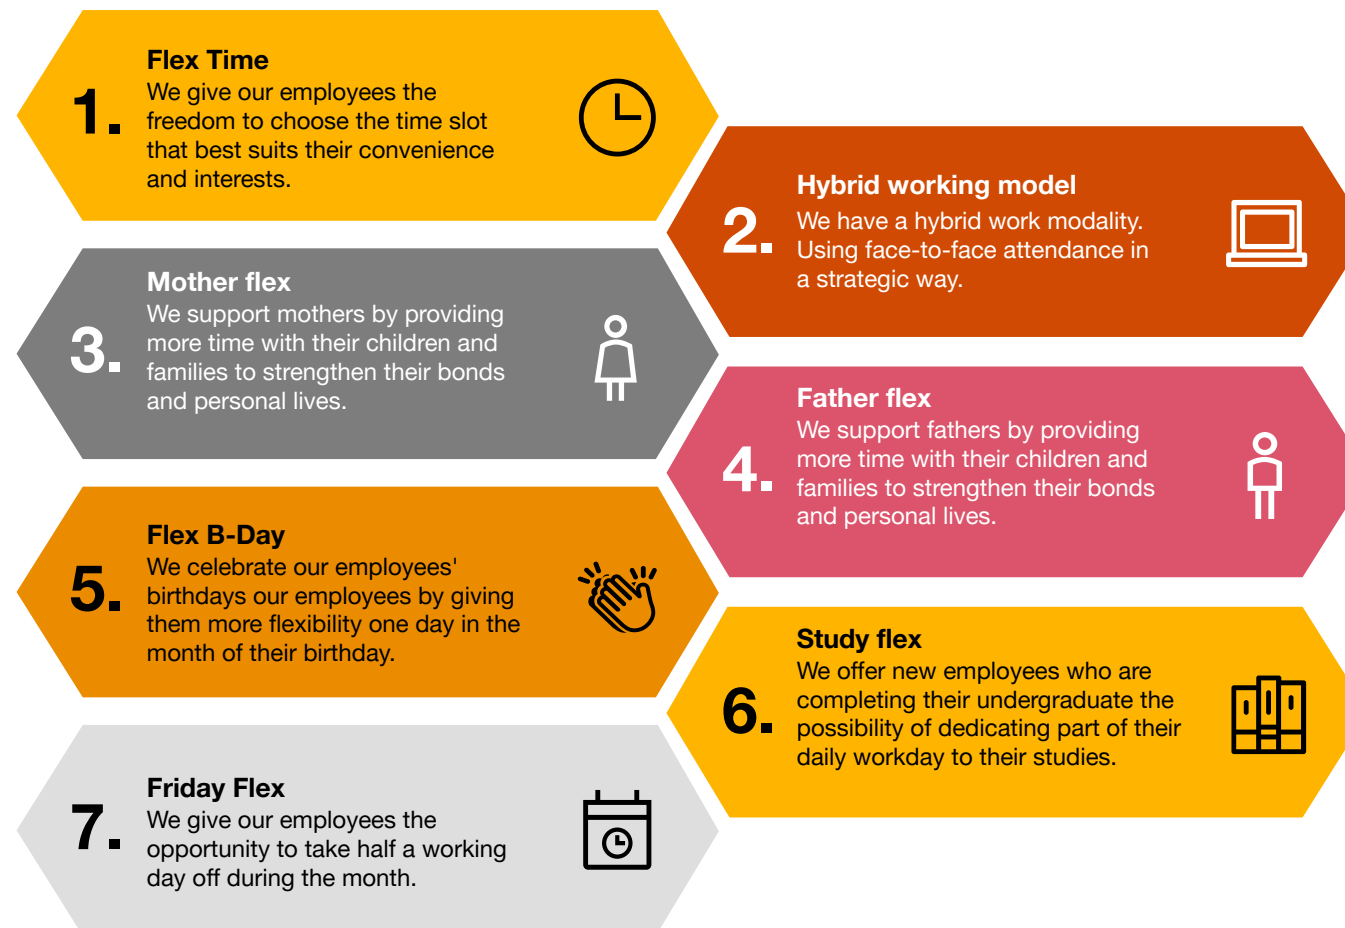 1.
Flex Time
We give our employees the
freedom to choose the time slot
that best suits their convenience
and interests.
2.
Hybrid working model
We have a hybrid work modality.
Using face-to-face attendance in
a strategic way.
3.
Mother flex
We support mothers by providing
more time with their children and
families to strengthen their bonds
and personal lives.
4.
Father flex
We support fathers by providing
more time with their children and
families to strengthen their bonds
and personal lives.
5.
Flex B-Day
We celebrate our employees'
birthdays our employees by giving
them more flexibility one day in the
month of their birthday.
6.
Study flex
We offer new employees who are
completing their undergraduate the
possibility of dedicating part of their
daily workday to their studies.
7.
Friday Flex
We give our employees the
opportunity to take half a working
day off during the month.